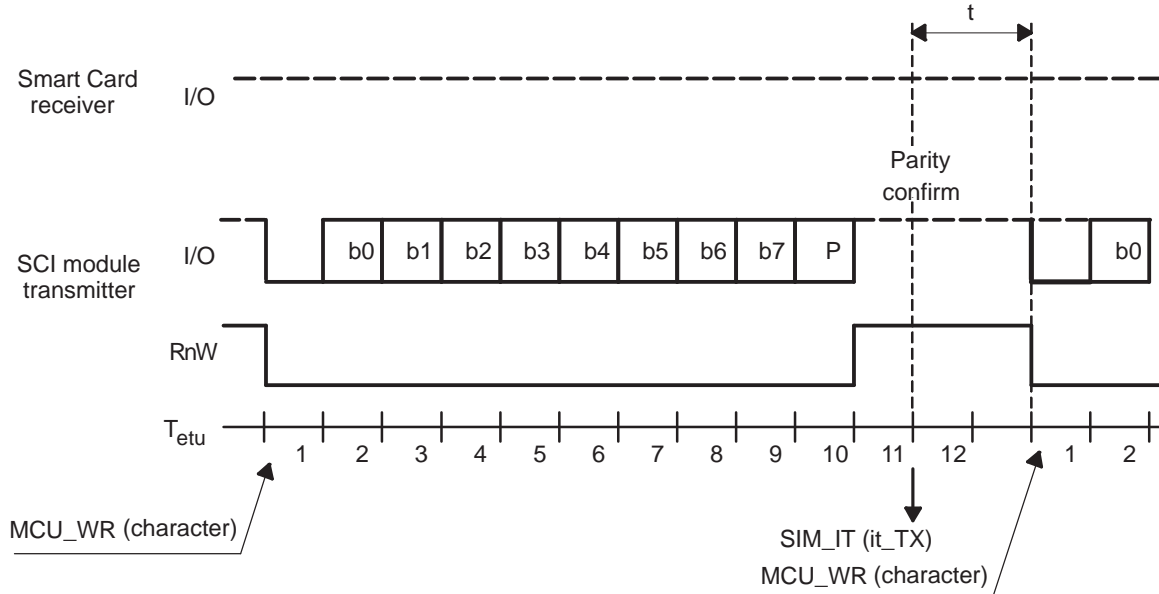 t
Smart Card
receiver
I/O
Parity
confirm
I/O
b0 b1 b2 b3 b4 b5 b6 b7 P b0
SCI module
transmitter
RnW
Tetu
1 2 3 4 5 6 7 8 9 10 11 12 1 2
MCU_WR (character)
SIM_IT (it_TX)
MCU_WR (character)